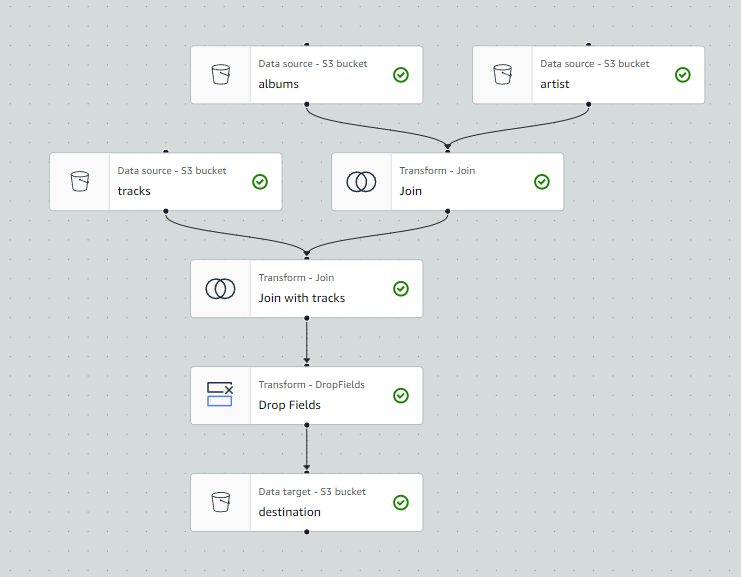 Data source - S3 bucket
albums
Data source - S3 bucket
artist
Data source - S3 bucket
tracks
Transform - Join
Join
Transform - Join
Join with tracks
Transform - DropFields
Drop Fields
Data target - S3 bucket
destination